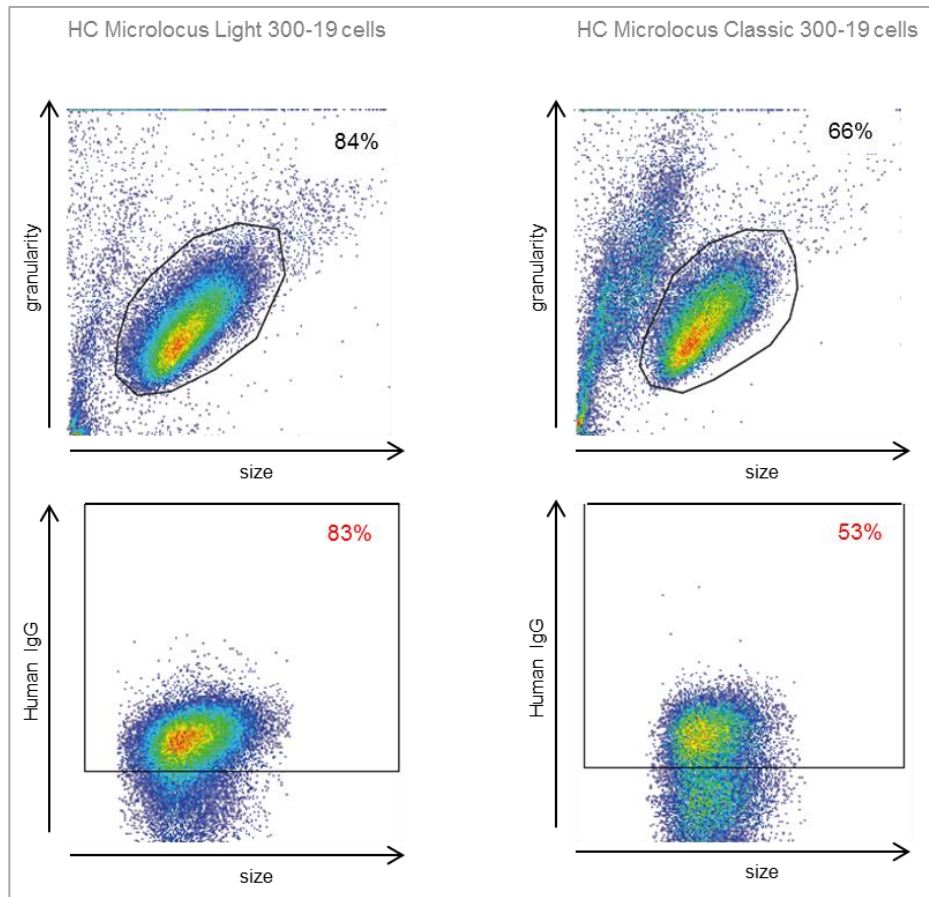 HC Microlocus Light 300-19 cells
HC Microlocus Classic 300-19 cells
granularity
84%
size
granularity
66%
size
Human IgG
83%
size
Human IgG
53%
size